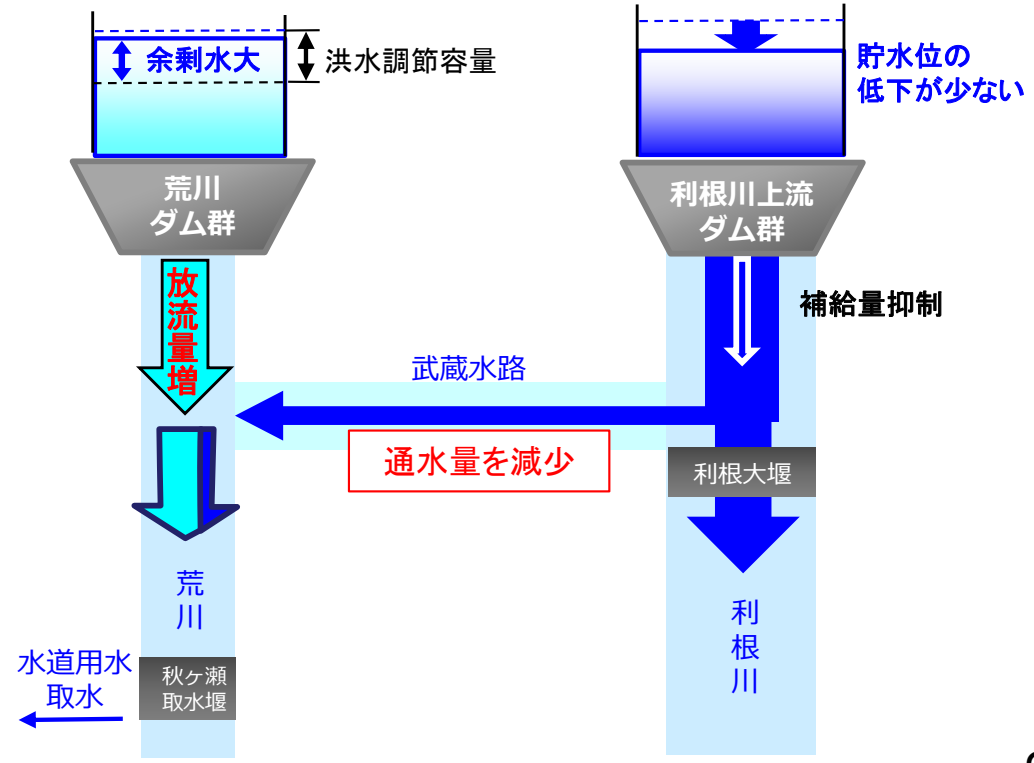 余剰水大
洪水調節容量
貯水位の
低下が少ない
荒川
ダム群
利根川上流
ダム群
放流量増
補給量抑制
武蔵水路
通水量を減少
利根大堰
荒川
利根川
水道用水
取水
秋ヶ瀬
取水堰